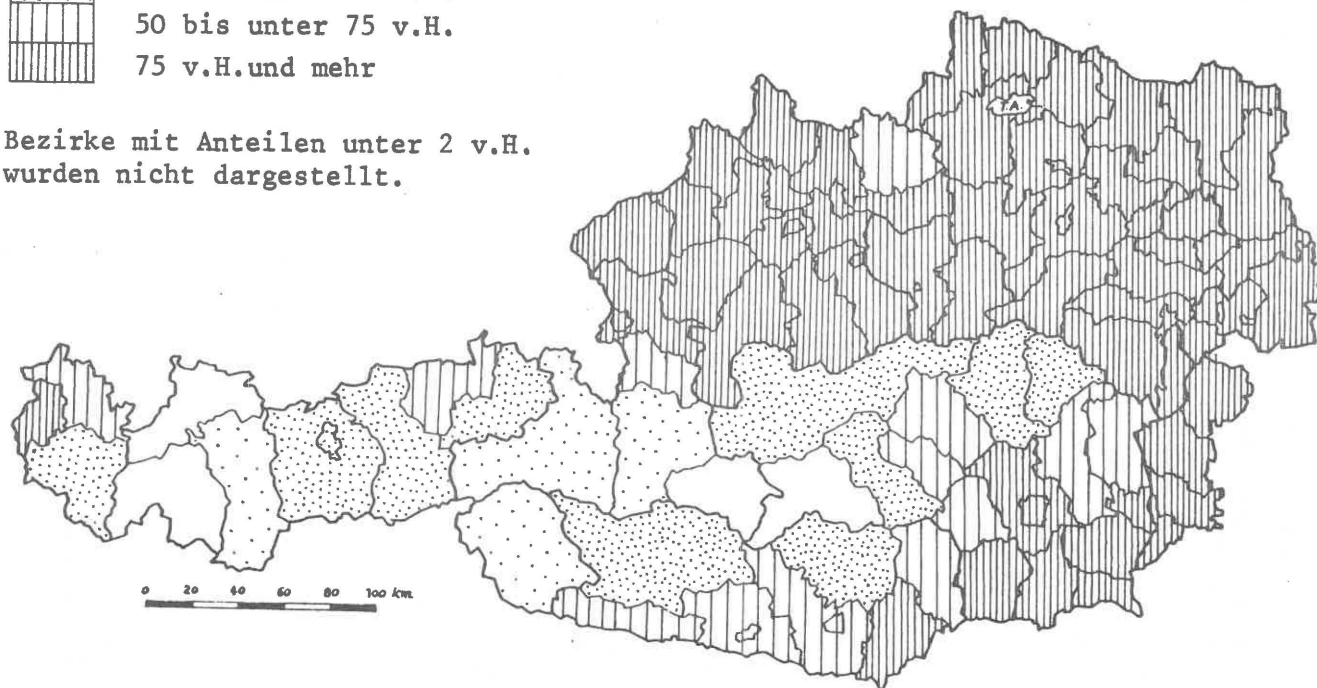 50 bis unter 75 v.H.
75 v.H.und mehr
Bezirke mit Anteilen unter 2 v.H.
wurden nicht dargestellt.
T.A.
0 20 40 60 80 100 km